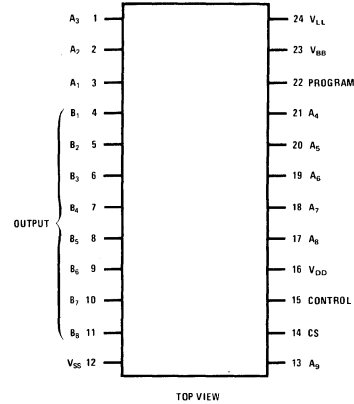 A3 1
A2 2
A1 3
B1 4
B2 5
B3 6
B4 7
B5 8
B6 9
B7 10
B8 11
VSS 12
OUTPUT
24 VLL
23 VBB
22 PROGRAM
21 A4
20 A5
19 A6
18 A7
17 A8
16 VDD
15 CONTROL
14 CS
13 A9
TOP VIEW